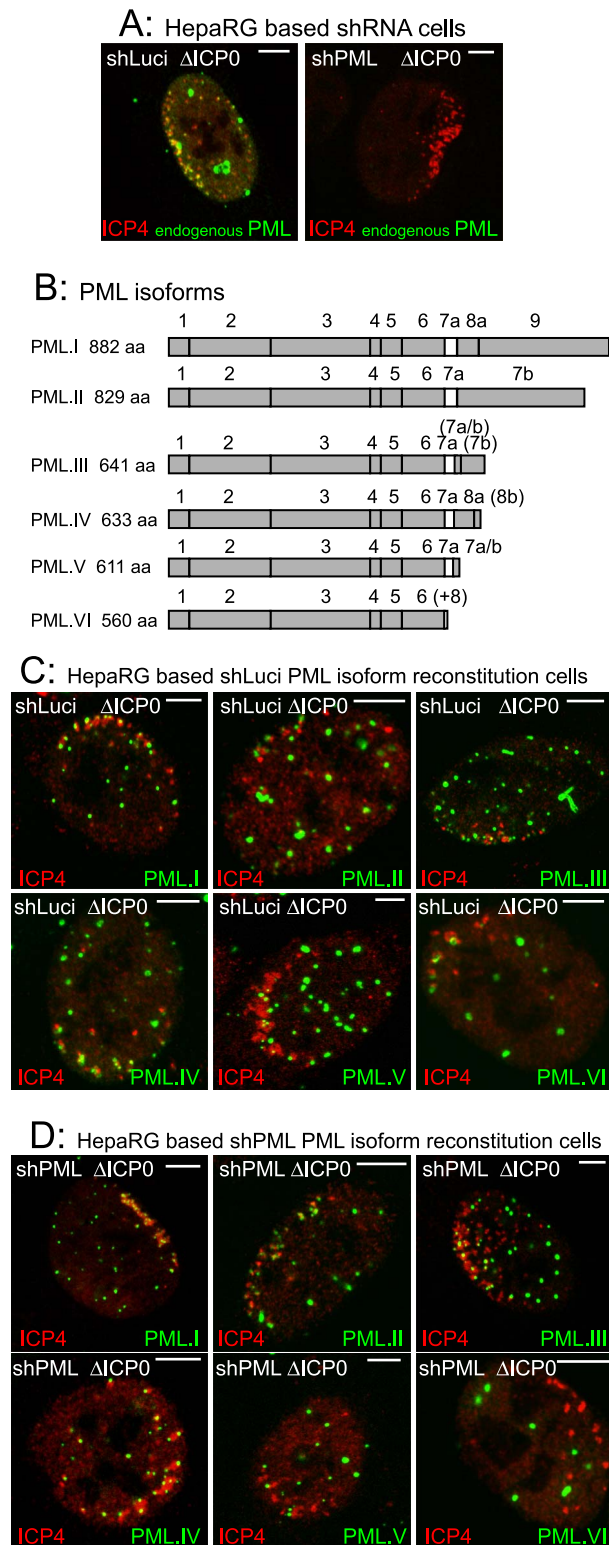 A: HepaRG based shRNA cells
shLuci ΔICP0
shPML ΔICP0
ICP4 endogenous PML
ICP4 endogenous PML
B: PML isoforms
1 2 3 4 5 6 7a 8a 9
PML.I 882 aa
1 2 3 4 5 6 7a 7b
PML.II 829 aa
(7a/b)
1 2 3 4 5 6 7a (7b)
PML.III 641 aa
1 2 3 4 5 6 7a 8a (8b)
PML.IV 633 aa
1 2 3 4 5 6 7a 7a/b
PML.V 611 aa
1 2 3 4 5 6 (+8)
PML.VI 560 aa
C: HepaRG based shLuci PML isoform reconstitution cells
shLuci ΔICP0
shLuci ΔICP0
shLuci ΔICP0
ICP4 PML.I
ICP4 PML.II
ICP4 PML.III
shLuci ΔICP0
shLuci ΔICP0
shLuci ΔICP0
ICP4 PML.IV
ICP4 PML.V
ICP4 PML.VI
D: HepaRG based shPML PML isoform reconstitution cells
shPML ΔICP0
shPML ΔICP0
shPML ΔICP0
ICP4 PML.I
ICP4 PML.II
ICP4 PML.III
shPML ΔICP0
shPML ΔICP0
shPML ΔICP0
ICP4 PML.IV
ICP4 PML.V
ICP4 PML.VI